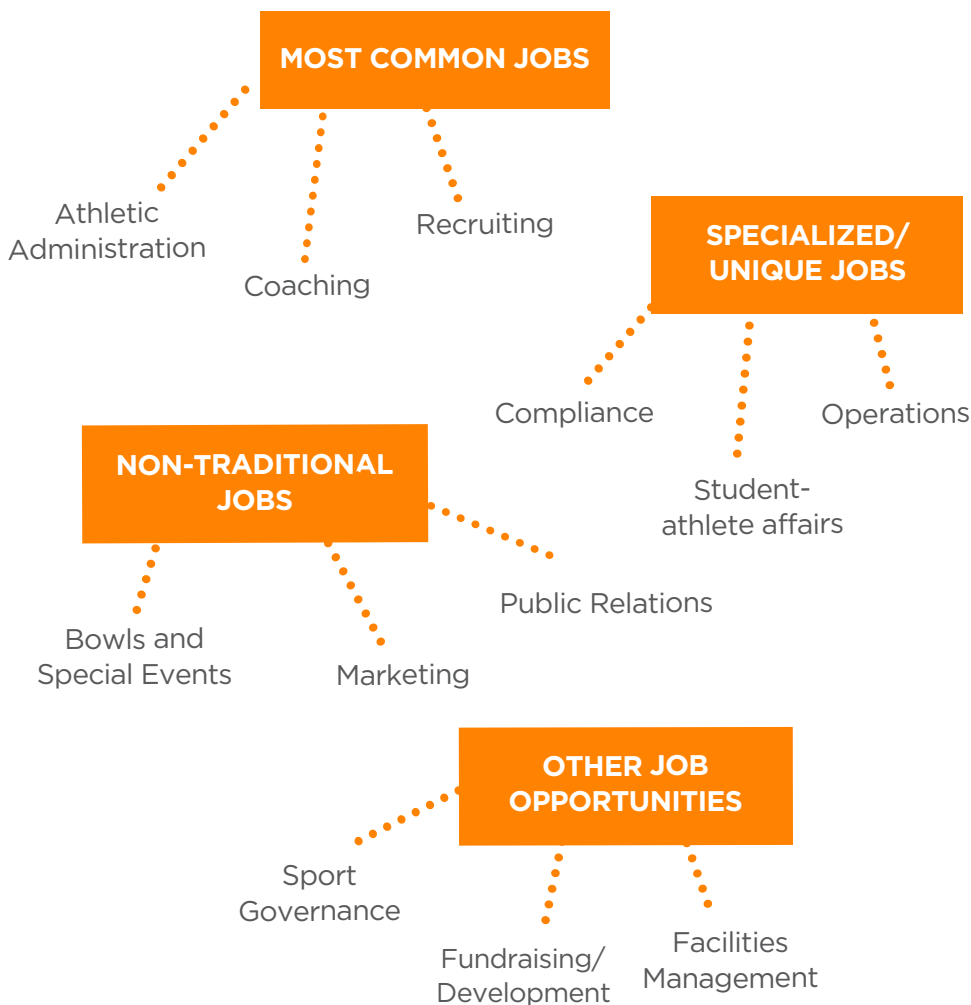 MOST COMMON JOBS
Athletic
Administration
Coaching
Recruiting
SPECIALIZED/
UNIQUE JOBS
Compliance
Student-
athlete affairs
Operations
NON-TRADITIONAL
JOBS
Bowls and
Special Events
Marketing
Public Relations
OTHER JOB
OPPORTUNITIES
Sport
Governance
Fundraising/
Development
Facilities
Management